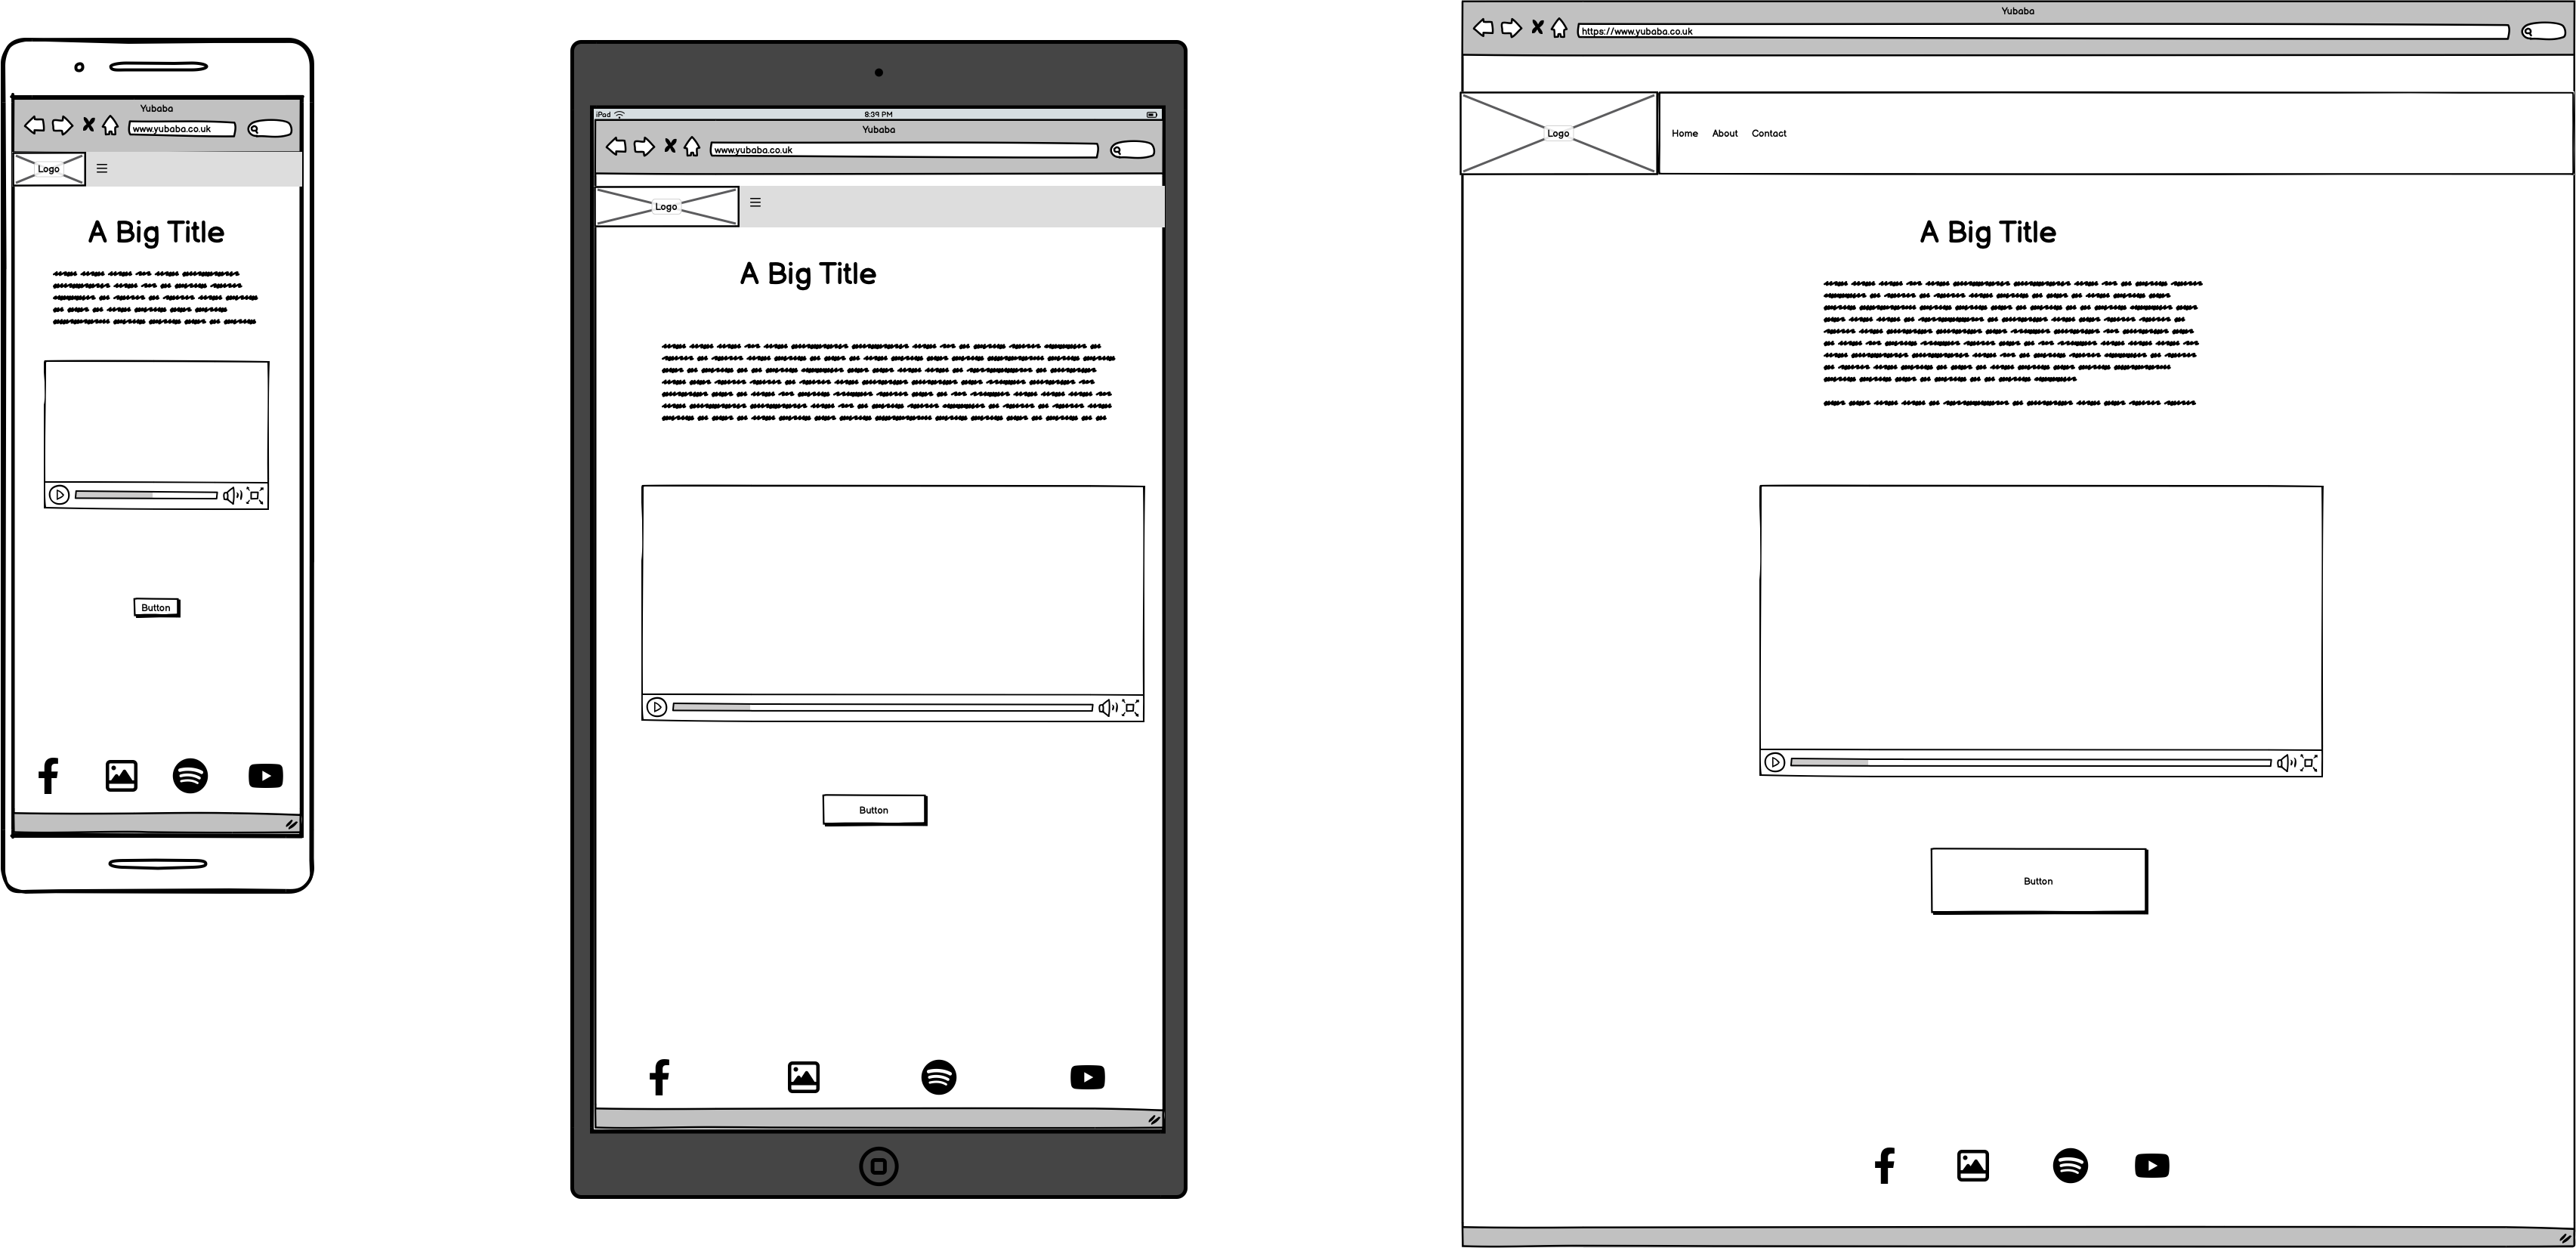 Yubaba
www.yubaba.co.uk
Logo
A Big Title
Button
iPad
8:39 PM
Yubaba
www.yubaba.co.uk
Logo
A Big Title
Button
Yubaba
https://www.yubaba.co.uk
Logo
Home About Contact
A Big Title
Button